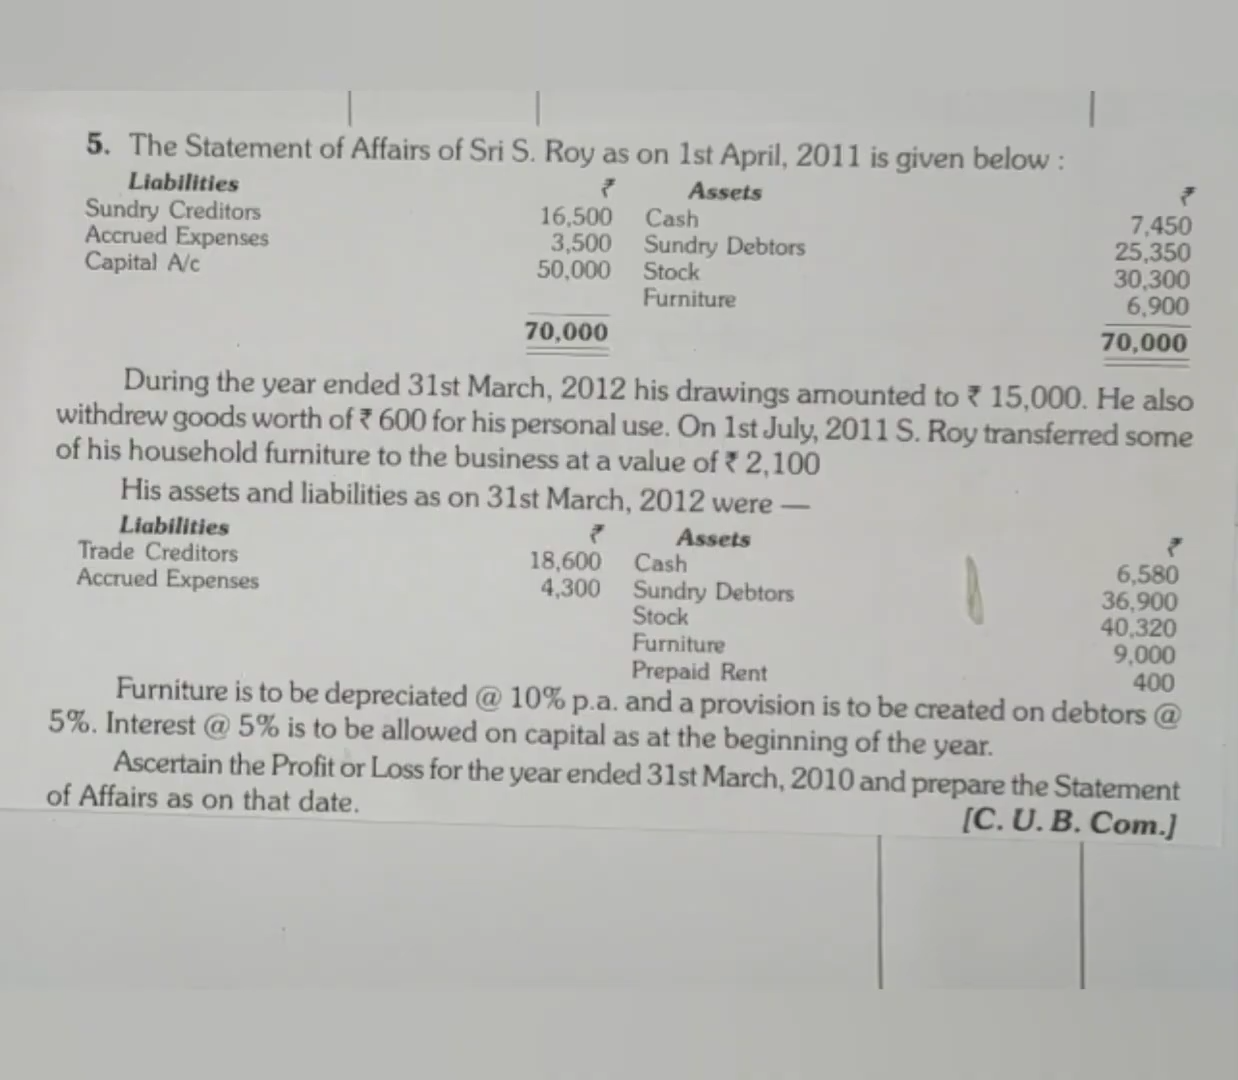 5. The Statement of Affairs of Sri S. Roy as on 1st April, 2011 is given below :
Liabilities ₹ Assets ₹
Sundry Creditors 16,500 Cash 7,450
Accrued Expenses 3,500 Sundry Debtors 25,350
Capital A/c 50,000 Stock 30,300
Furniture 6,900
70,000 70,000
During the year ended 31st March, 2012 his drawings amounted to ₹ 15,000. He also
withdrew goods worth of ₹ 600 for his personal use. On 1st July, 2011 S. Roy transferred some
of his household furniture to the business at a value of ₹ 2,100
His assets and liabilities as on 31st March, 2012 were —
Liabilities ₹ Assets ₹
Trade Creditors 18,600 Cash 6,580
Accrued Expenses 4,300 Sundry Debtors 36,900
Stock 40,320
Furniture 9,000
Prepaid Rent 400
Furniture is to be depreciated @ 10% p.a. and a provision is to be created on debtors @
5%. Interest @ 5% is to be allowed on capital as at the beginning of the year.
Ascertain the Profit or Loss for the year ended 31st March, 2010 and prepare the Statement
of Affairs as on that date.
[C. U. B. Com.]